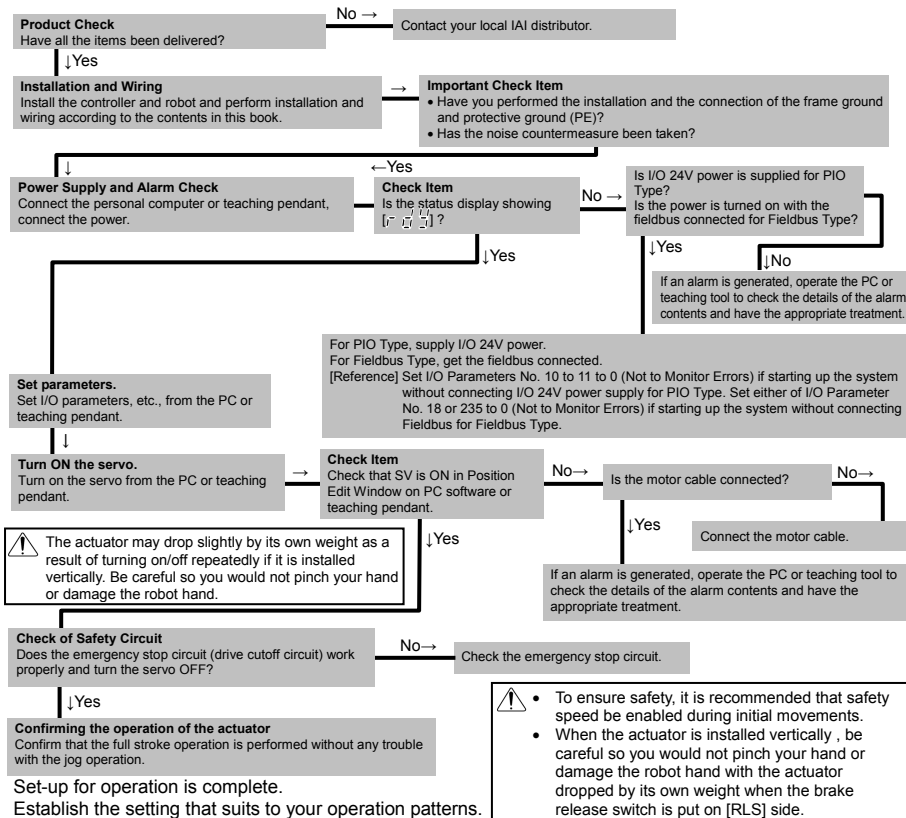 Product Check
Have all the items been delivered?
No →
Contact your local IAI distributor.
↓Yes
Installation and Wiring
Install the controller and robot and perform installation and
wiring according to the contents in this book.
→
Important Check Item
• Have you performed the installation and the connection of the frame ground
and protective ground (PE)?
• Has the noise countermeasure been taken?
↓
←Yes
Power Supply and Alarm Check
Connect the personal computer or teaching pendant,
connect the power.
Check Item
Is the status display showing
[rdy] ?
No →
Is I/O 24V power is supplied for PIO
Type?
Is the power is turned on with the
fieldbus connected for Fieldbus Type?
↓Yes
↓Yes
↓No
If an alarm is generated, operate the PC or
teaching tool to check the details of the alarm
contents and have the appropriate treatment.
For PIO Type, supply I/O 24V power.
For Fieldbus Type, get the fieldbus connected.
[Reference] Set I/O Parameters No. 10 to 11 to 0 (Not to Monitor Errors) if starting up the system
without connecting I/O 24V power supply for PIO Type. Set either of I/O Parameter
No. 18 or 235 to 0 (Not to Monitor Errors) if starting up the system without connecting
Fieldbus for Fieldbus Type.
Set parameters.
Set I/O parameters, etc., from the PC or
teaching pendant.
↓
Turn ON the servo.
Turn on the servo from the PC or teaching
pendant.
→
Check Item
Check that SV is ON in Position
Edit Window on PC software or
teaching pendant.
No→
Is the motor cable connected?
No→
↓Yes
Connect the motor cable.
↓Yes
If an alarm is generated, operate the PC or teaching tool to
check the details of the alarm contents and have the
appropriate treatment.
The actuator may drop slightly by its own weight as a
result of turning on/off repeatedly if it is installed
vertically. Be careful so you would not pinch your hand
or damage the robot hand.
Check of Safety Circuit
Does the emergency stop circuit (drive cutoff circuit) work
properly and turn the servo OFF?
No→
Check the emergency stop circuit.
↓Yes
Confirming the operation of the actuator
Confirm that the full stroke operation is performed without any trouble
with the jog operation.
Set-up for operation is complete.
Establish the setting that suits to your operation patterns.
• To ensure safety, it is recommended that safety
speed be enabled during initial movements.
• When the actuator is installed vertically , be
careful so you would not pinch your hand or
damage the robot hand with the actuator
dropped by its own weight when the brake
release switch is put on [RLS] side.